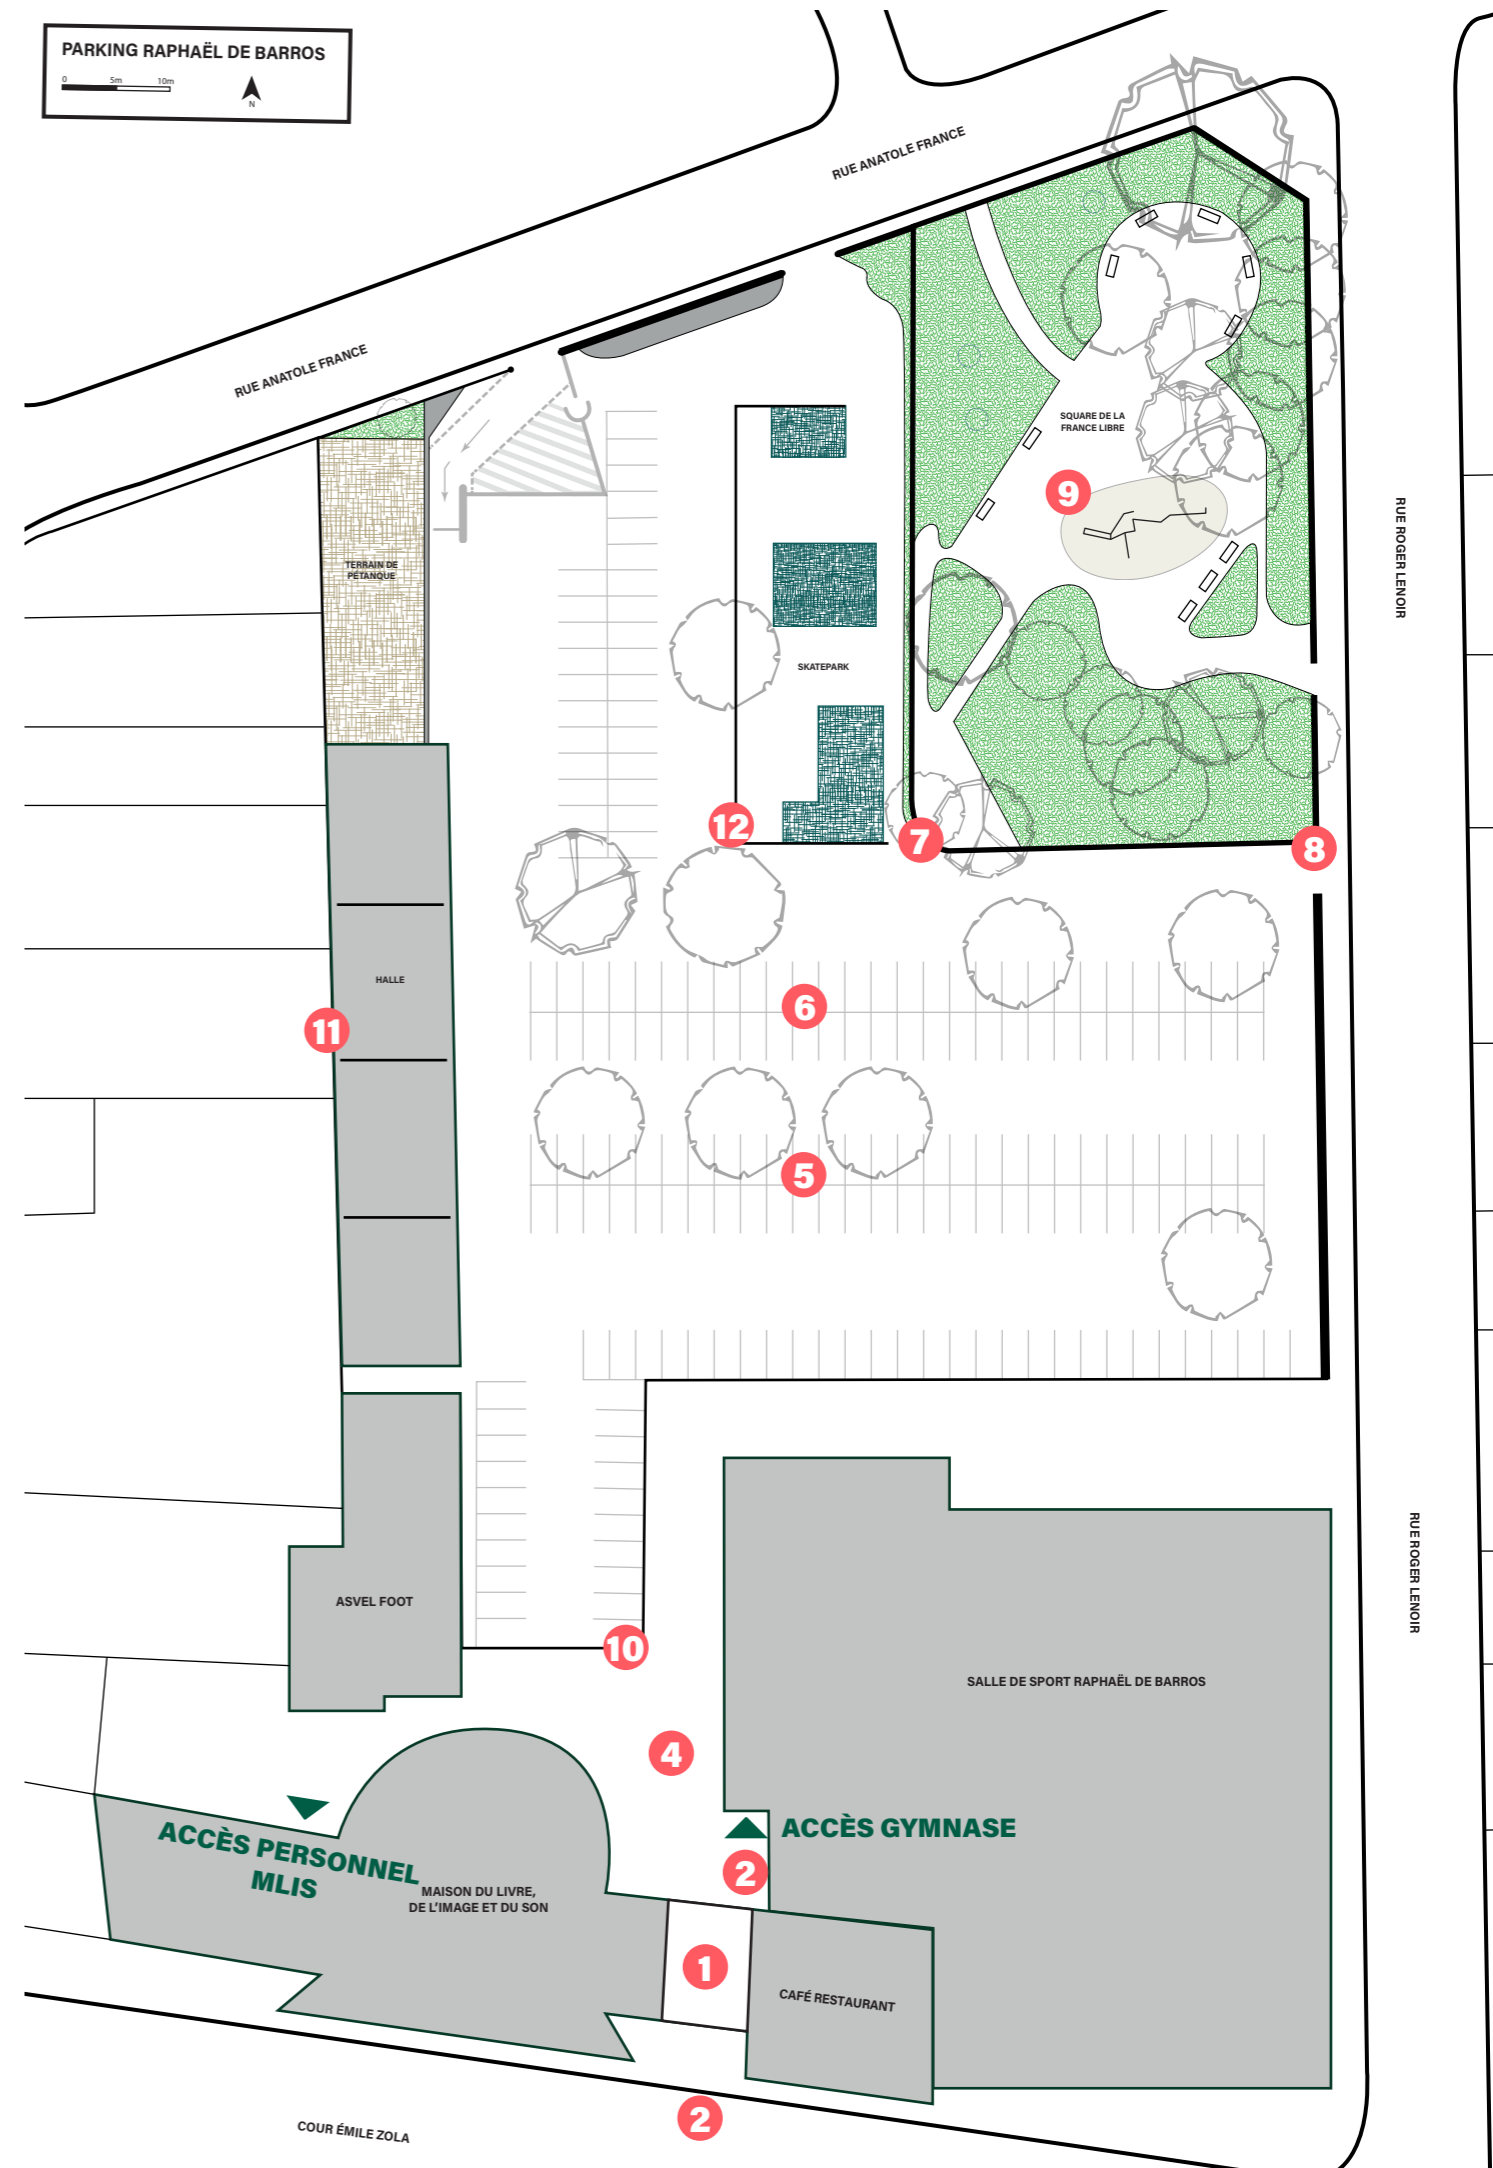 PARKING RAPHAËL DE BARROS
0 5m 10m
N
RUE ANATOLE FRANCE
RUE ANATOLE FRANCE
SQUARE DE LA
FRANCE LIBRE
9
RUE ROGER LENOIR
TERRAIN DE
PÉTANQUE
SKATEPARK
12
7
8
HALLE
6
11
5
RUE ROGER LENOIR
ASVEL FOOT
10
SALLE DE SPORT RAPHAËL DE BARROS
4
ACCÈS GYMNASE
ACCÈS PERSONNEL
MLIS
2
MAISON DU LIVRE,
DE L'IMAGE ET DU SON
1
CAFÉ RESTAURANT
2
COUR ÉMILE ZOLA